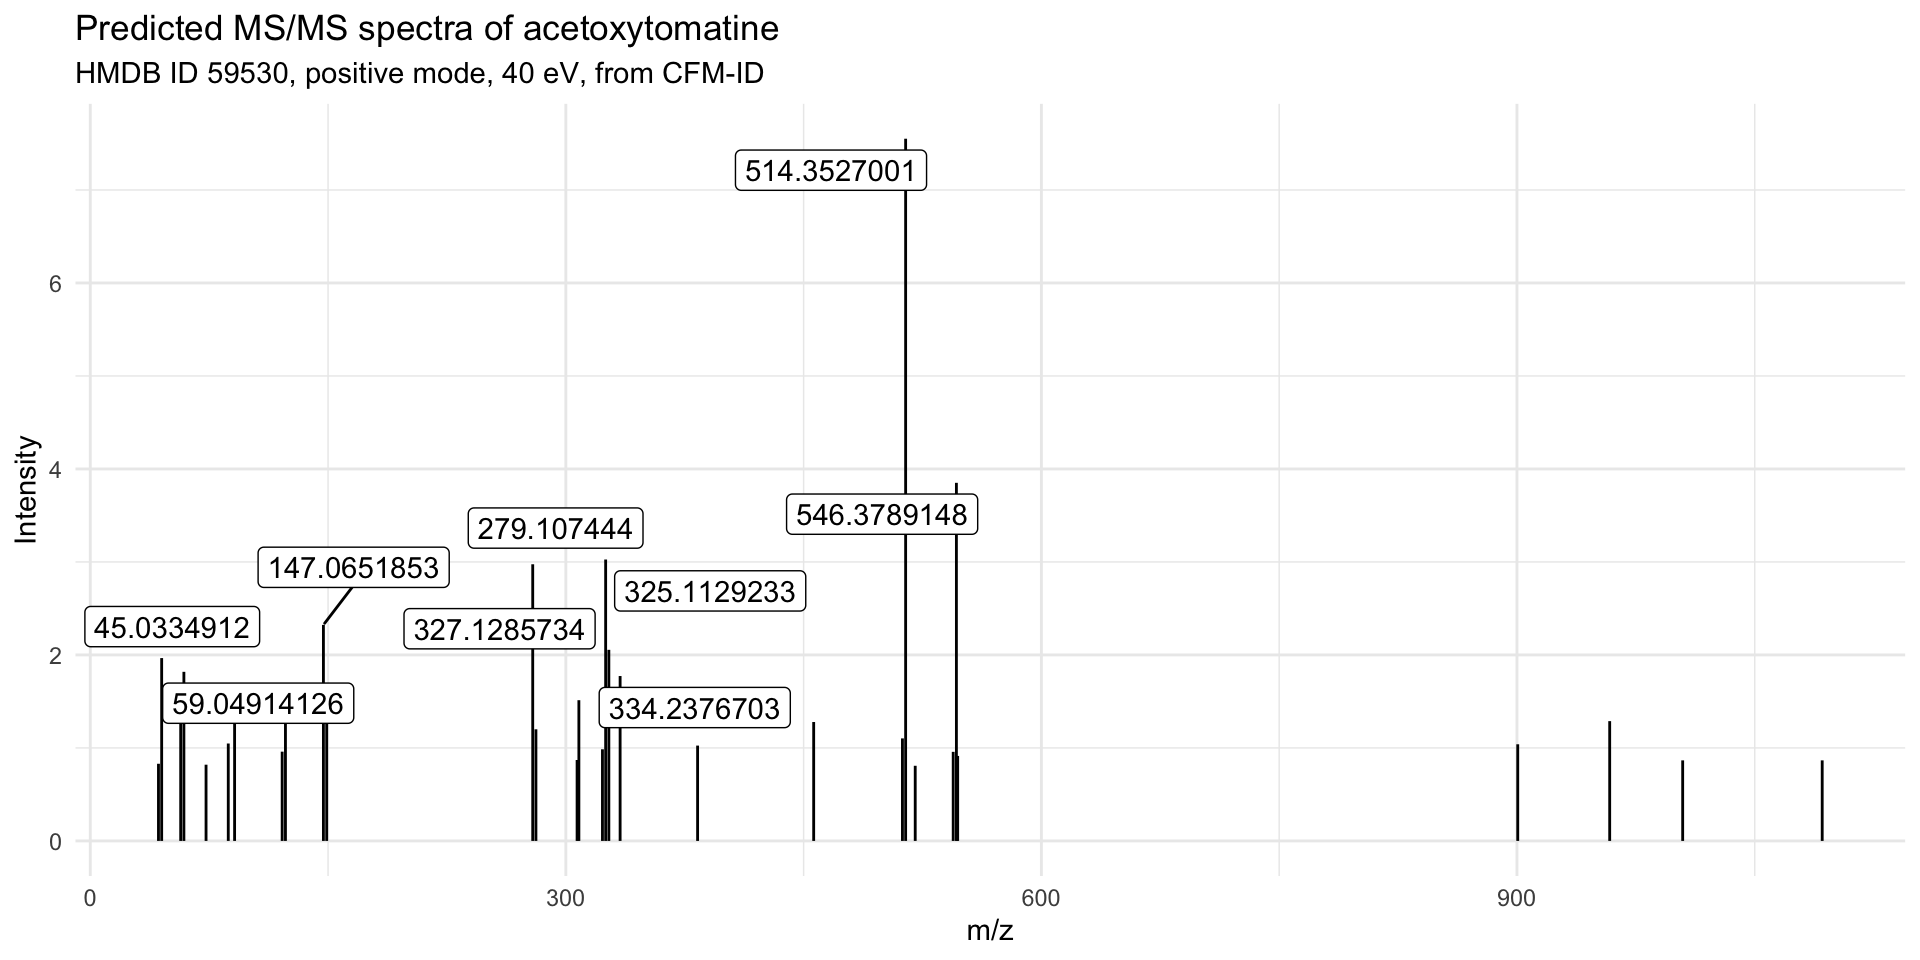 Predicted MS/MS spectra of acetoxytomatine
HMDB ID 59530, positive mode, 40 eV, from CFM-ID
514.3527001
6
Intensity
4
546.3789148
279.107444
147.0651853
325.1129233
45.0334912
327.1285734
2
59.04914126
334.2376703
0
0 300 600 900
m/z